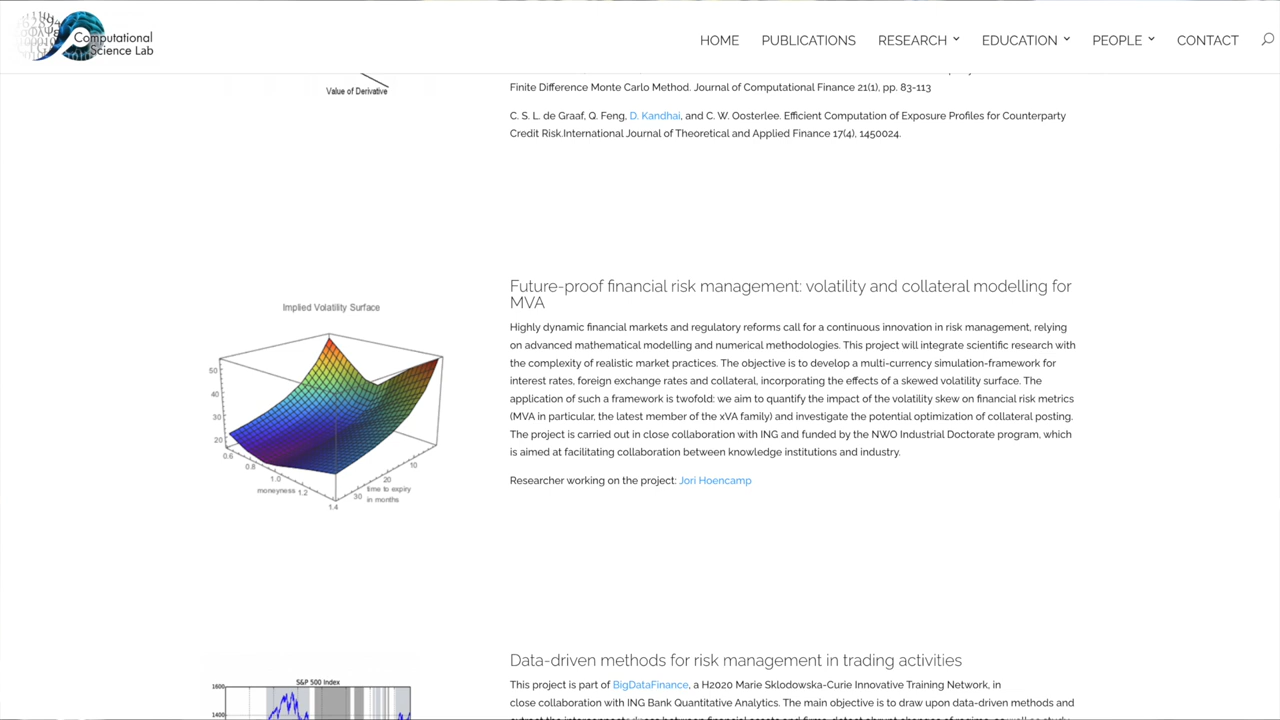 Computational
Science Lab
HOME PUBLICATIONS RESEARCH EDUCATION PEOPLE CONTACT
Value of Derivative
Finite Difference Monte Carlo Method. Journal of Computational Finance 21(1), pp. 83-113
C. S. L. de Graaf, Q. Feng, D. Kandhai, and C. W. Oosterlee. Efficient Computation of Exposure Profiles for Counterparty
Credit Risk.International Journal of Theoretical and Applied Finance 17(4), 1450024.
Implied Volatility Surface
50
40
30
20
0.6
0.8
1.0
moneyness 1.2
1.4
10
20
30
time to expiry
in months
Future-proof financial risk management: volatility and collateral modelling for
MVA
Highly dynamic financial markets and regulatory reforms call for a continuous innovation in risk management, relying
on advanced mathematical modelling and numerical methodologies. This project will integrate scientific research with
the complexity of realistic market practices. The objective is to develop a multi-currency simulation-framework for
interest rates, foreign exchange rates and collateral, incorporating the effects of a skewed volatility surface. The
application of such a framework is twofold: we aim to quantify the impact of the volatility skew on financial risk metrics
(MVA in particular, the latest member of the xVA family) and investigate the potential optimization of collateral posting.
The project is carried out in close collaboration with ING and funded by the NWO Industrial Doctorate program, which
is aimed at facilitating collaboration between knowledge institutions and industry.
Researcher working on the project: Jori Hoencamp
S&P 500 Index
1600
1400
Data-driven methods for risk management in trading activities
This project is part of BigDataFinance, a H2020 Marie Sklodowska-Curie Innovative Training Network, in
close collaboration with ING Bank Quantitative Analytics. The main objective is to draw upon data-driven methods and